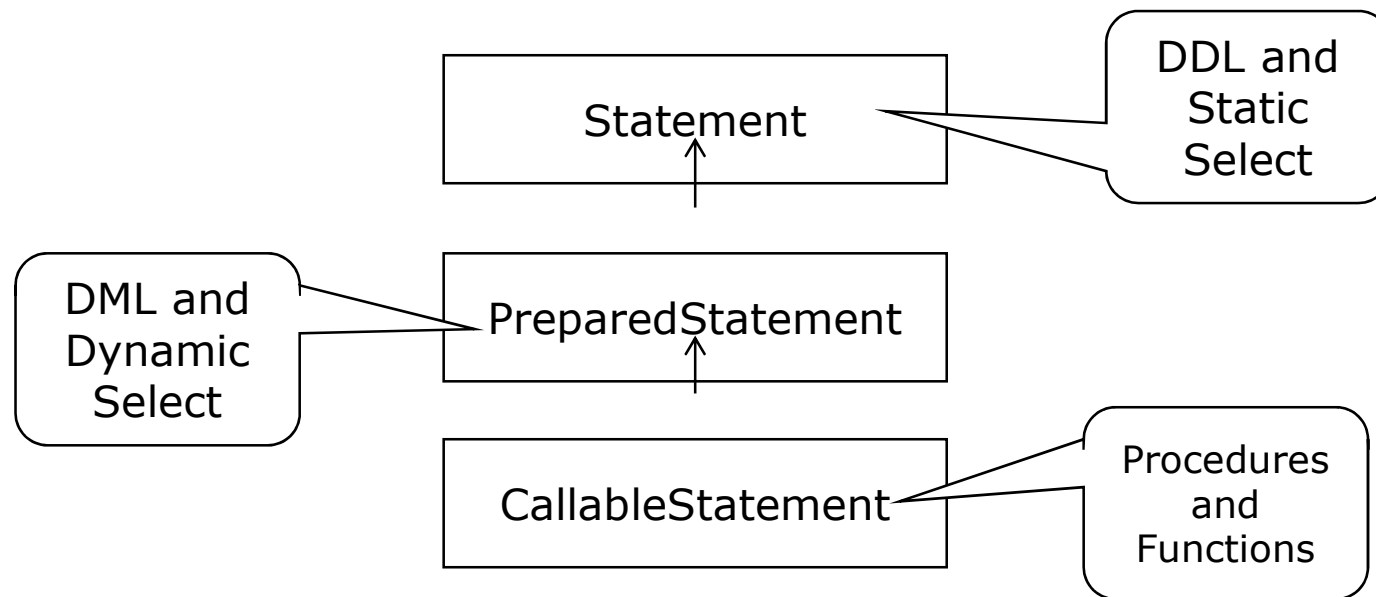 Statement
DDL and
Static
Select
DML and
Dynamic
Select
PreparedStatement
CallableStatement
Procedures
and
Functions